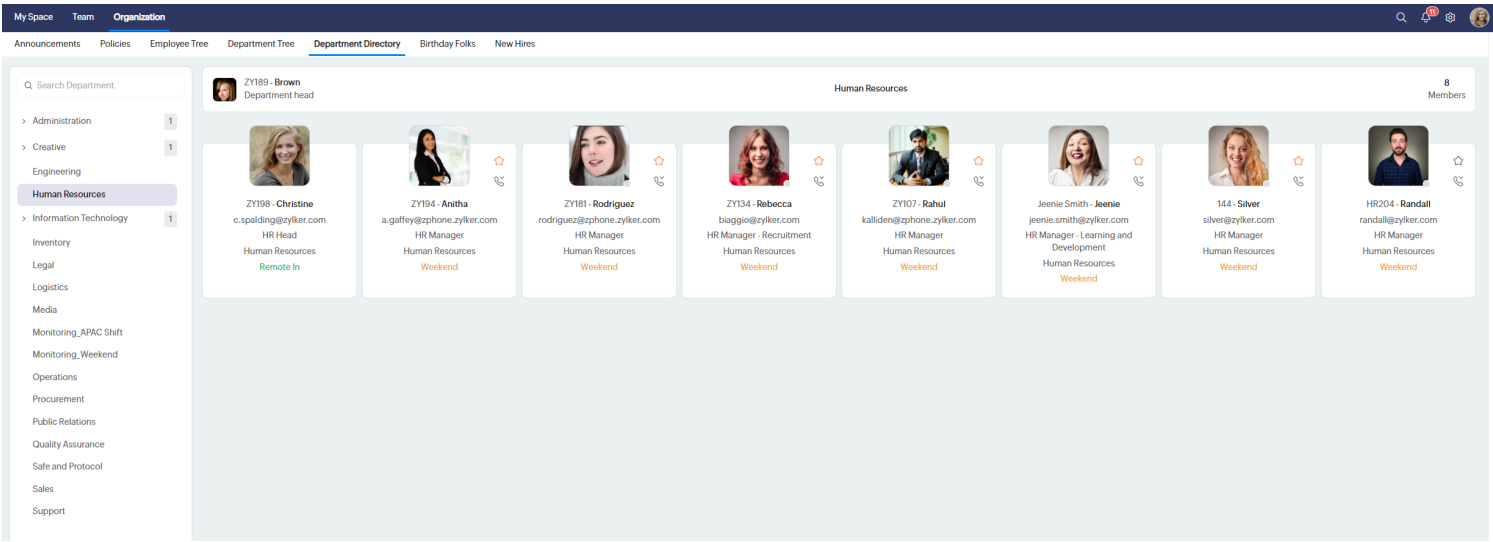 My Space Team Organization 11
Announcements Policies Employee Tree Department Tree Department Directory Birthday Folks New Hires
Search Department
Administration 1
Creative 1
Engineering
Human Resources
Information Technology 1
Inventory
Legal
Logistics
Media
Monitoring_APAC Shift
Monitoring_Weekend
Operations
Procurement
Public Relations
Quality Assurance
Safe and Protocol
Sales
Support
ZY189 - Brown
Department head
Human Resources
8
Members
ZY198 - Christine
c.spalding@zylker.com
HR Head
Human Resources
Remote In
ZY194 - Anitha
a.gaffey@zphone.zylker.com
HR Manager
Human Resources
Weekend
ZY181 - Rodriguez
rodriguez@zphone.zylker.com
HR Manager
Human Resources
Weekend
ZY134 - Rebecca
biaggio@zylker.com
HR Manager - Recruitment
Human Resources
Weekend
ZY107 - Rahul
kalliden@zphone.zylker.com
HR Manager
Human Resources
Weekend
Jeenie Smith - Jeenie
jeenie.smith@zylker.com
HR Manager - Learning and
Development
Human Resources
Weekend
144 - Silver
silver@zylker.com
HR Manager
Human Resources
Weekend
HR204 - Randall
randall@zylker.com
HR Manager
Human Resources
Weekend